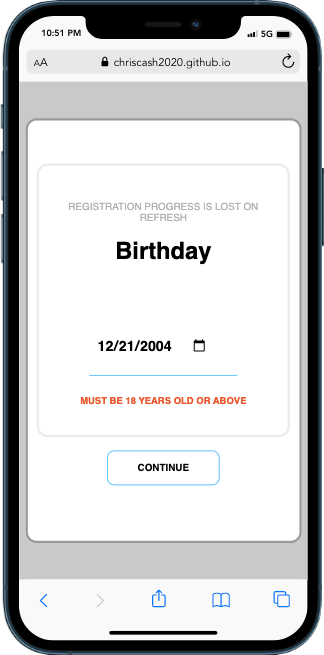 10:51 PM 5G
AA chriscash2020.github.io
REGISTRATION PROGRESS IS LOST ON
REFRESH
Birthday
12/21/2004
MUST BE 18 YEARS OLD OR ABOVE
CONTINUE